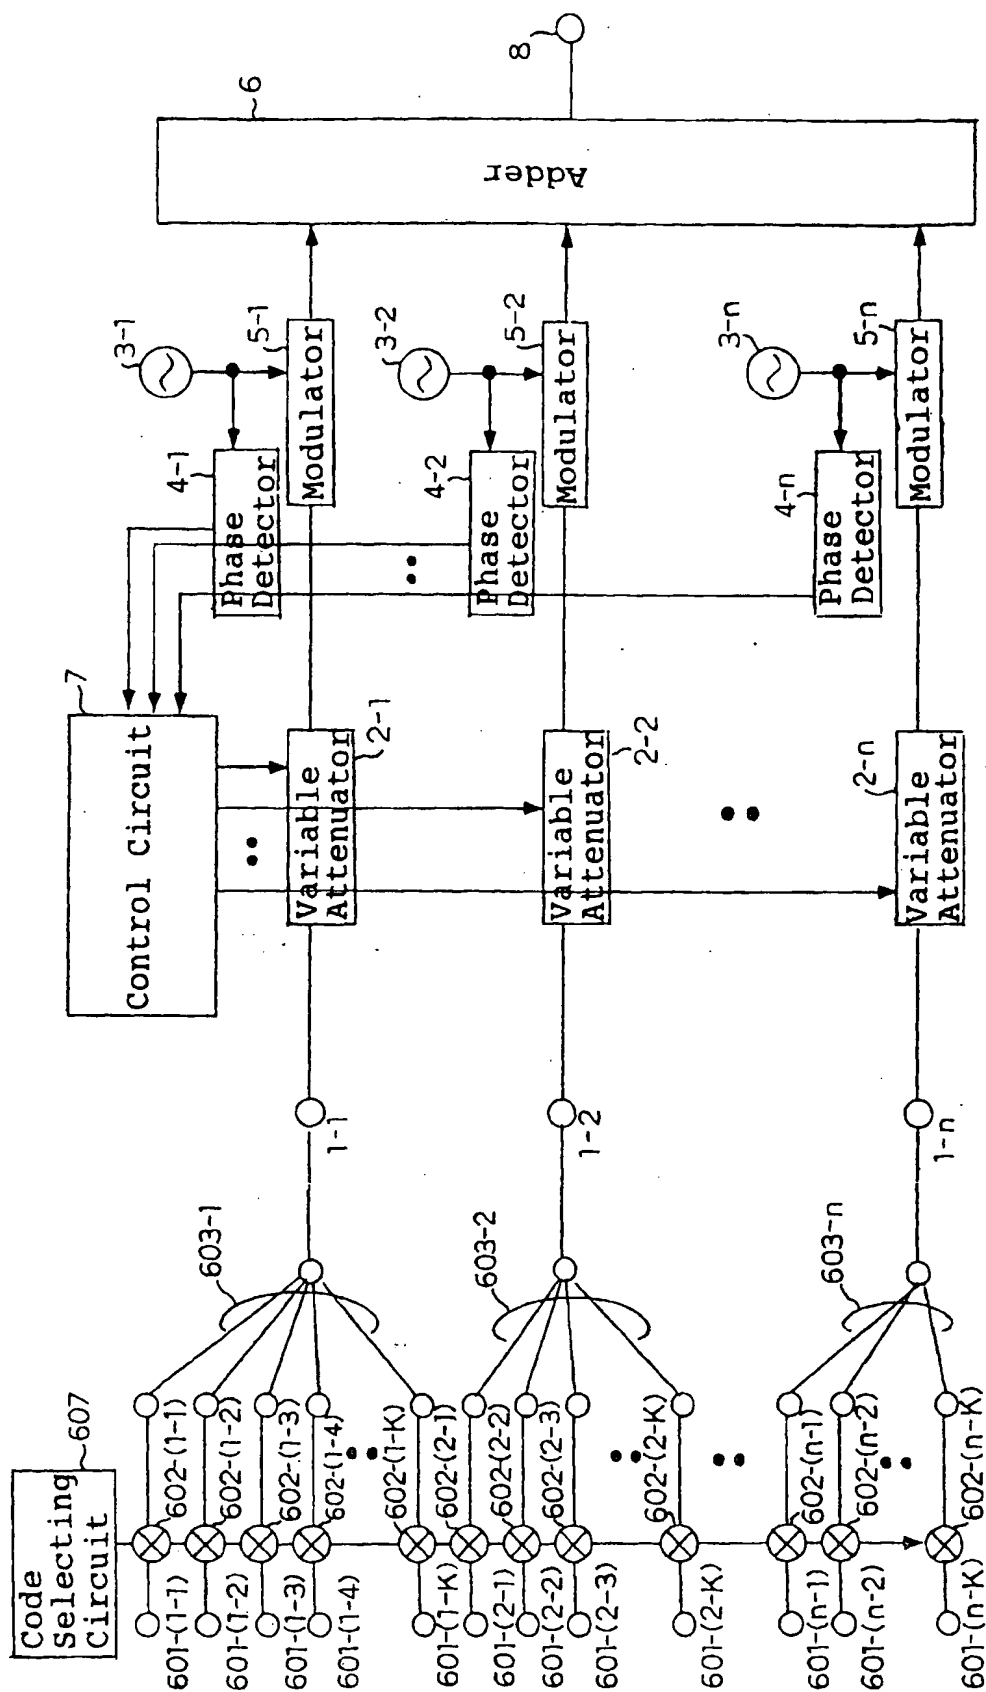 Code
Selecting
Circuit
607
601-(1-1)
601-(1-2)
601-(1-3)
601-(1-4)
601-(1-K)
601-(2-1)
601-(2-2)
601-(2-3)
601-(2-K)
601-(n-1)
601-(n-2)
601-(n-K)
602-(1-1)
602-(1-2)
602-(1-3)
602-(1-4)
602-(1-K)
602-(2-1)
602-(2-2)
602-(2-3)
602-(2-K)
602-(n-1)
602-(n-2)
602-(n-K)
603-1
603-2
603-n
1-1
1-2
1-n
Control Circuit
7
Variable
Attenuator
2-1
Variable
Attenuator
2-2
Variable
Attenuator
2-n
Phase
Detector
4-1
Phase
Detector
4-2
Phase
Detector
4-n
3-1
3-2
3-n
Modulator
5-1
Modulator
5-2
Modulator
5-n
Adder
6
8